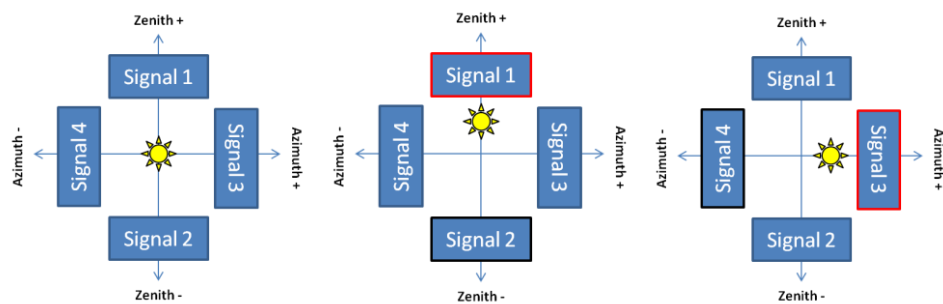 Zenith +
Signal 1
Azimuth -
Signal 4
Signal 3
Azimuth +
Signal 2
Zenith -
Zenith +
Signal 1
Azimuth -
Signal 4
Signal 3
Azimuth +
Signal 2
Zenith -
Zenith +
Signal 1
Azimuth -
Signal 4
Signal 3
Azimuth +
Signal 2
Zenith -